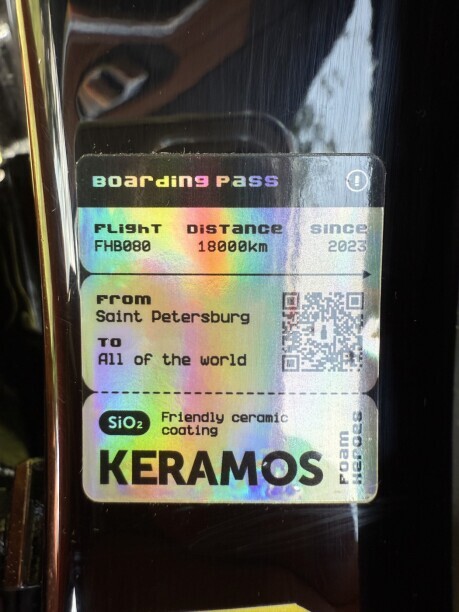 Boarding Pass
Flight Distance Since
FHB080 18000km 2023
From
Saint Petersburg
To
All of the world
SiO₂ Friendly ceramic
coating
KERAMOS
Foam
Heroes